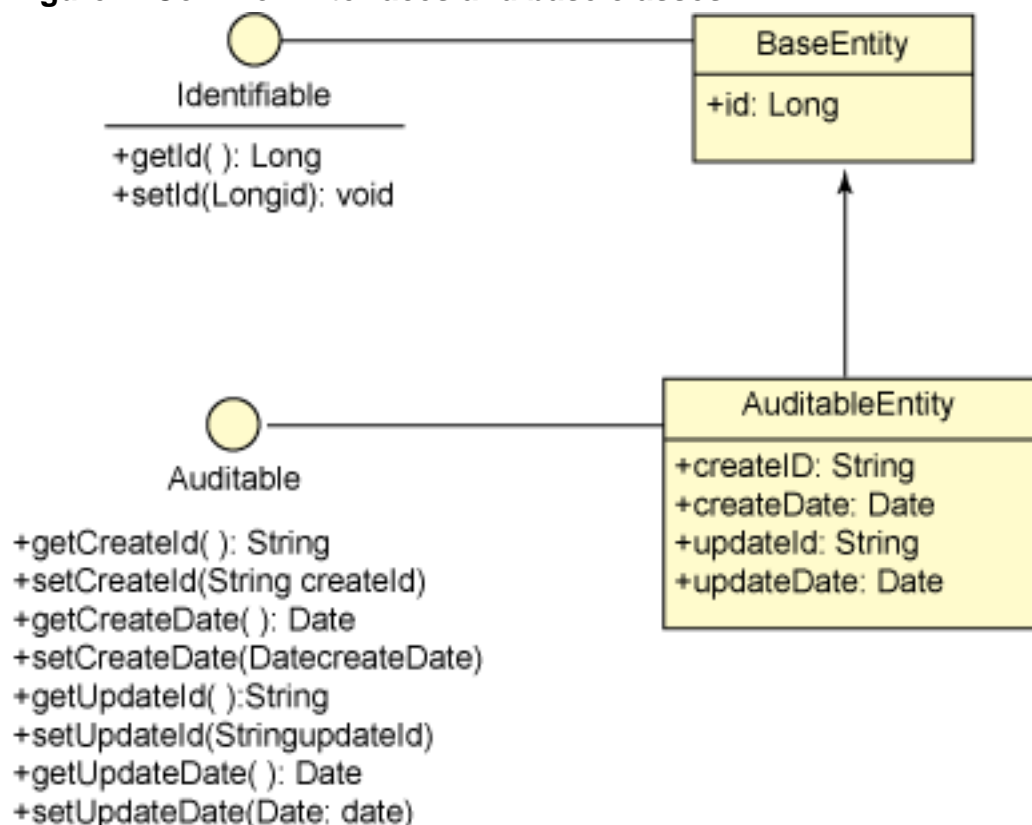 BaseEntity
+id: Long
Identifiable
+getId( ): Long
+setId(Longid): void
AuditableEntity
+createID: String
+createDate: Date
+updateId: String
+updateDate: Date
Auditable
+getCreateId( ): String
+setCreateId(String createId)
+getCreateDate( ): Date
+setCreateDate(DatecreateDate)
+getUpdateId( ):String
+setUpdateId(StringupdateId)
+getUpdateDate( ): Date
+setUpdateDate(Date: date)